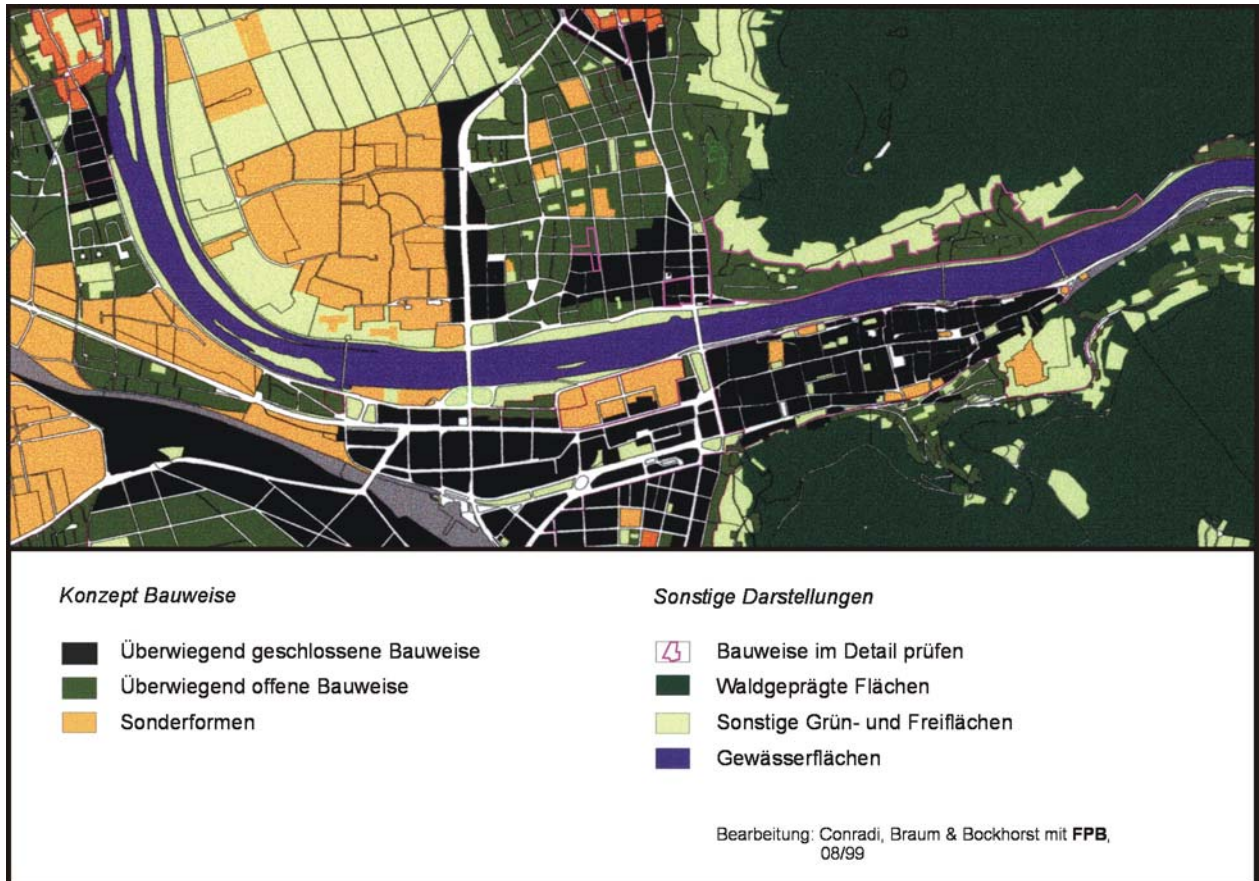 Konzept Bauweise
Überwiegend geschlossene Bauweise
Überwiegend offene Bauweise
Sonderformen
Sonstige Darstellungen
Bauweise im Detail prüfen
Waldgeprägte Flächen
Sonstige Grün- und Freiflächen
Gewässerflächen
Bearbeitung: Conradi, Braum & Bockhorst mit FPB,
08/99